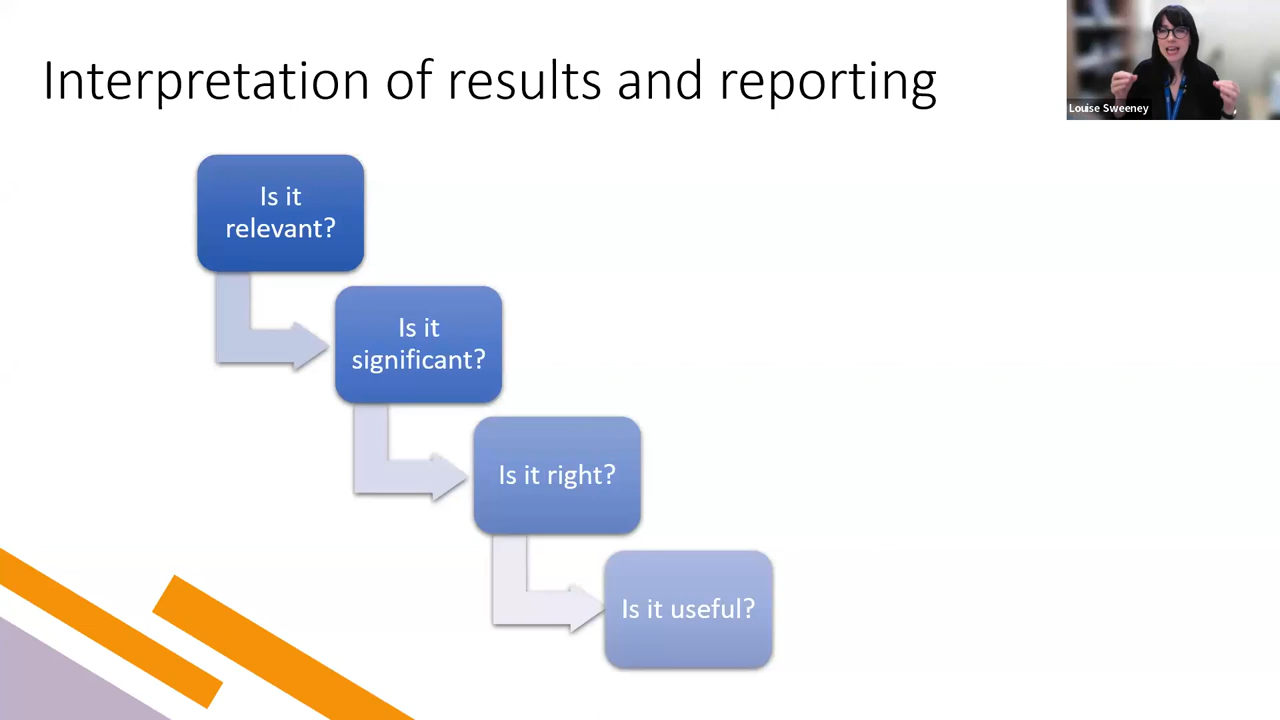 Interpretation of results and reporting
Louise Sweeney
Is it
relevant?
Is it
significant?
Is it right?
Is it useful?